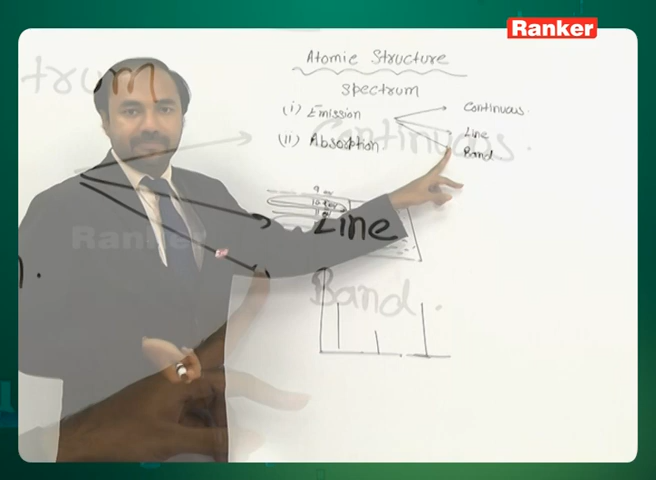 Ranker
Atomic Structure
trum
Spectrum
(i) Emission
Continuous.
Continuous.
Line
(ii) Absorption
Band
Line
Ranker
n.
Band.